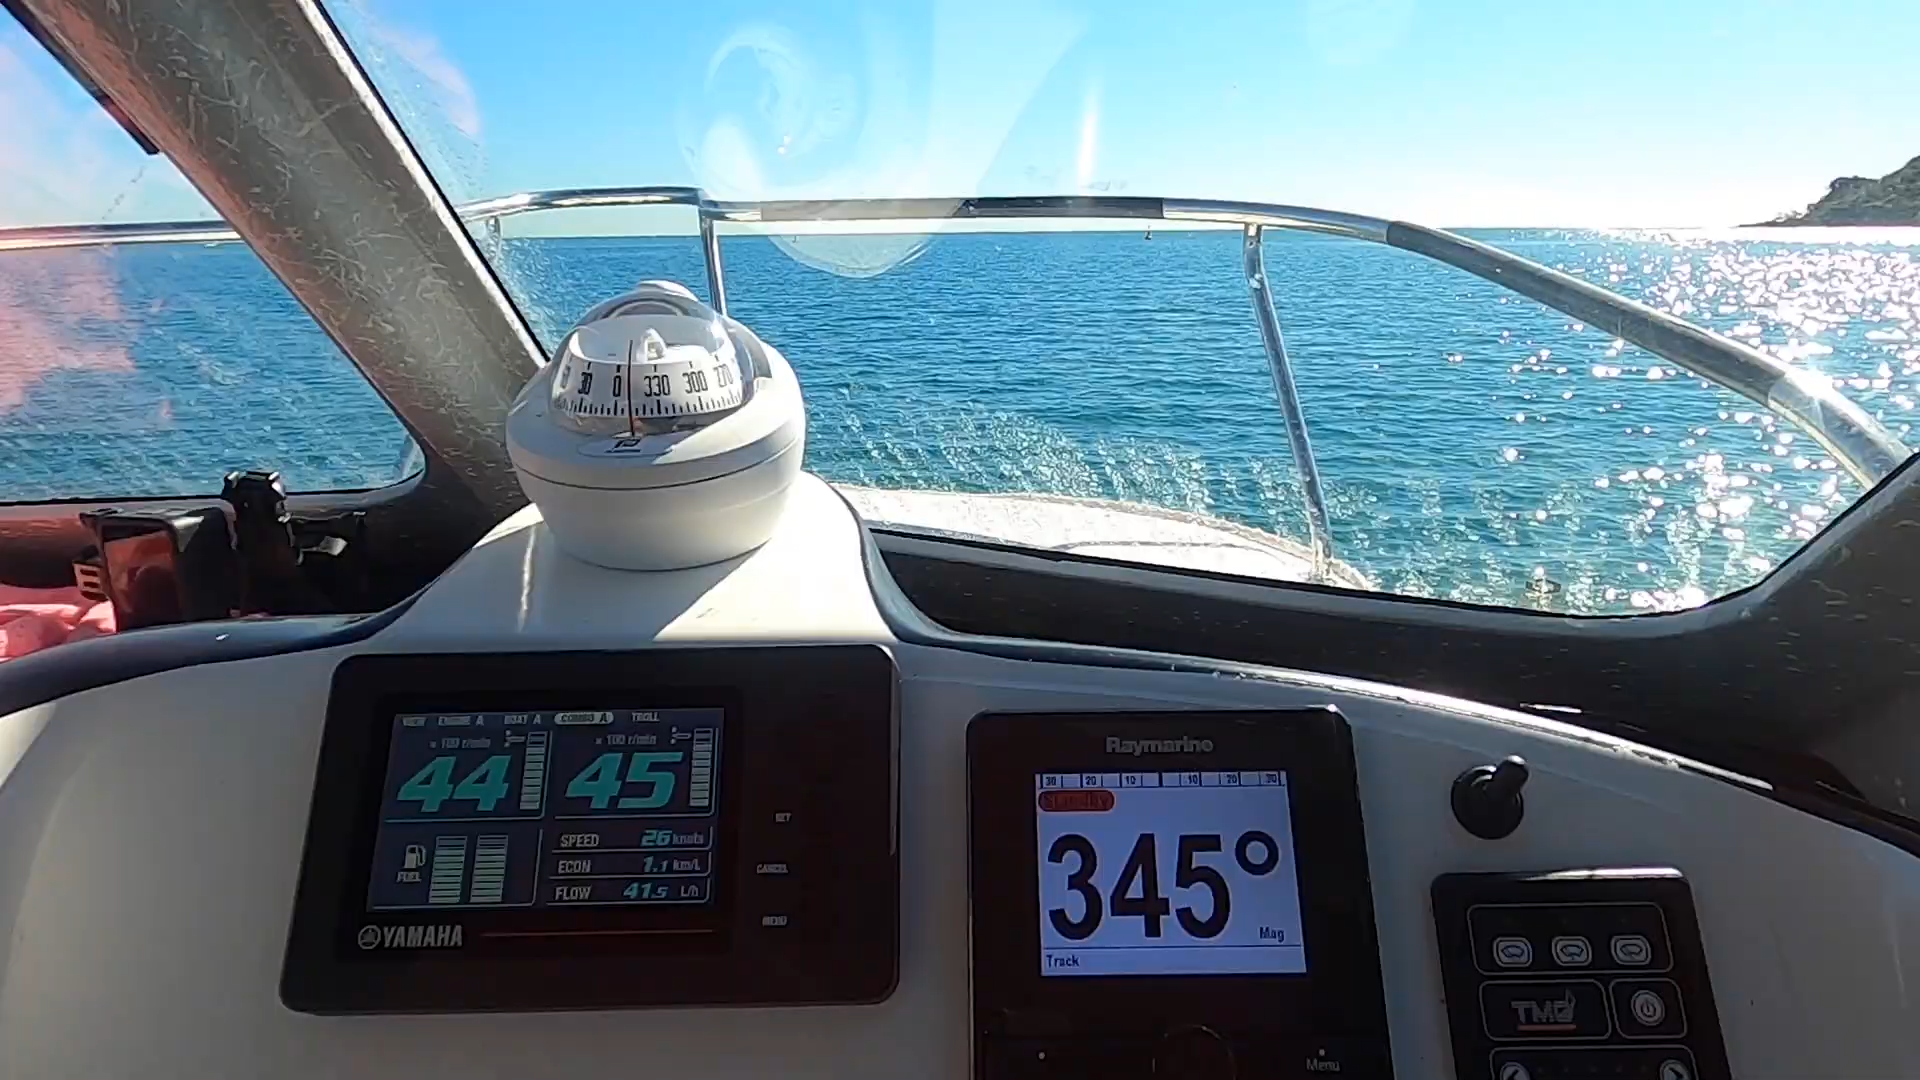 30 0 330 300 270
VIEW ENGINE A BOAT A COMBO A TROLL
× 100 r/min × 100 r/min
44 45
SPEED 26 knots
FUEL
ECON 1.1 km/L
FLOW 41.5 L/h
YAMAHA
SET
CANCEL
MENU
Raymarine
30 20 10 10 20 30
Standby
345°
Mag
Track
Menu